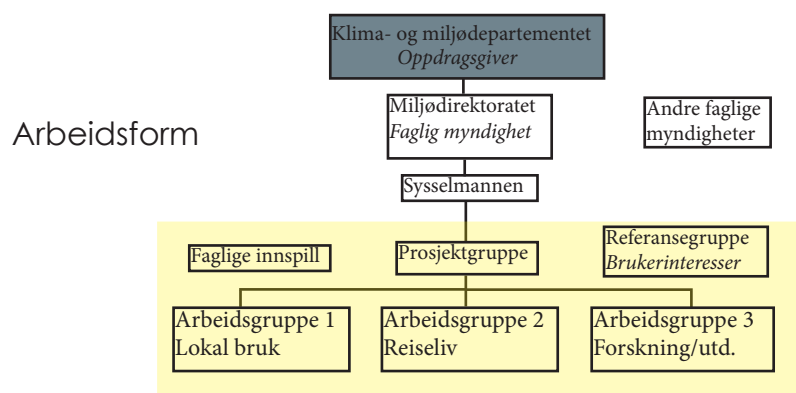 Klima- og miljødepartementet
Oppdragsgiver
Miljødirektoratet
Faglig myndighet
Andre faglige
myndigheter
Arbeidsform
Sysselmannen
Faglige innspill
Prosjektgruppe
Referansegruppe
Brukerinteresser
Arbeidsgruppe 1
Lokal bruk
Arbeidsgruppe 2
Reiseliv
Arbeidsgruppe 3
Forskning/utd.